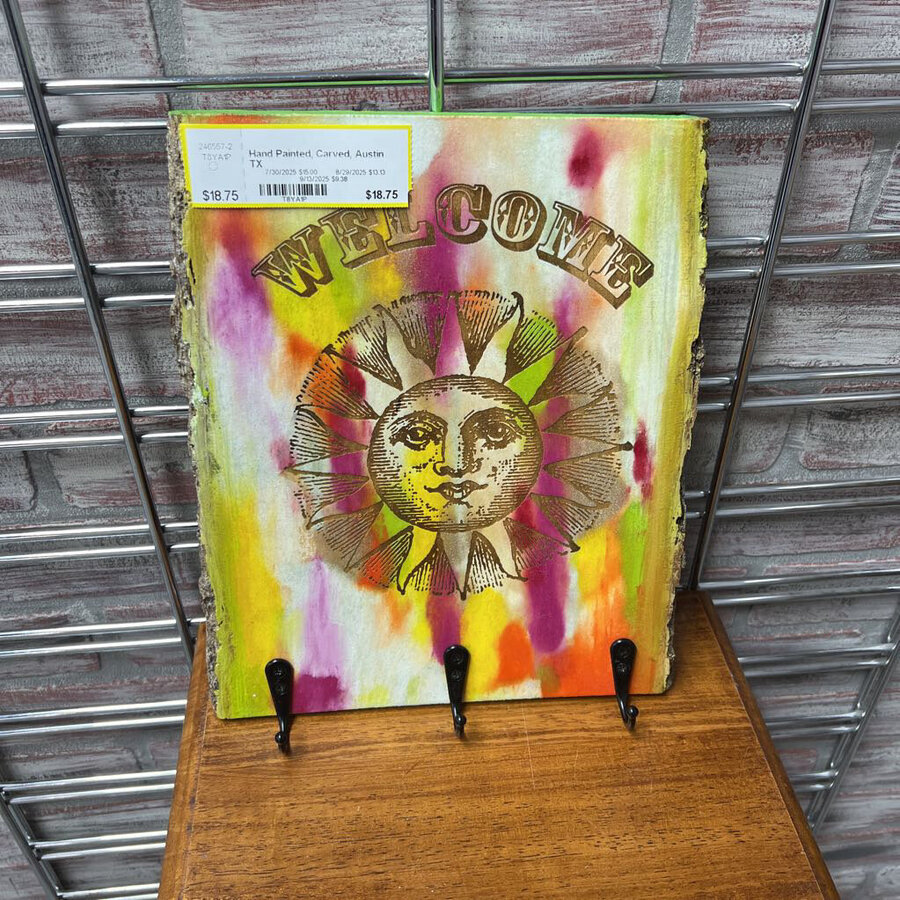 246557-2
T8YA1P
$18.75
Hand Painted, Carved, Austin
TX
7/30/2025 $15.00 8/29/2025 $13.13
9/13/2025 $9.38
T8YA1P
$18.75
WELCOME